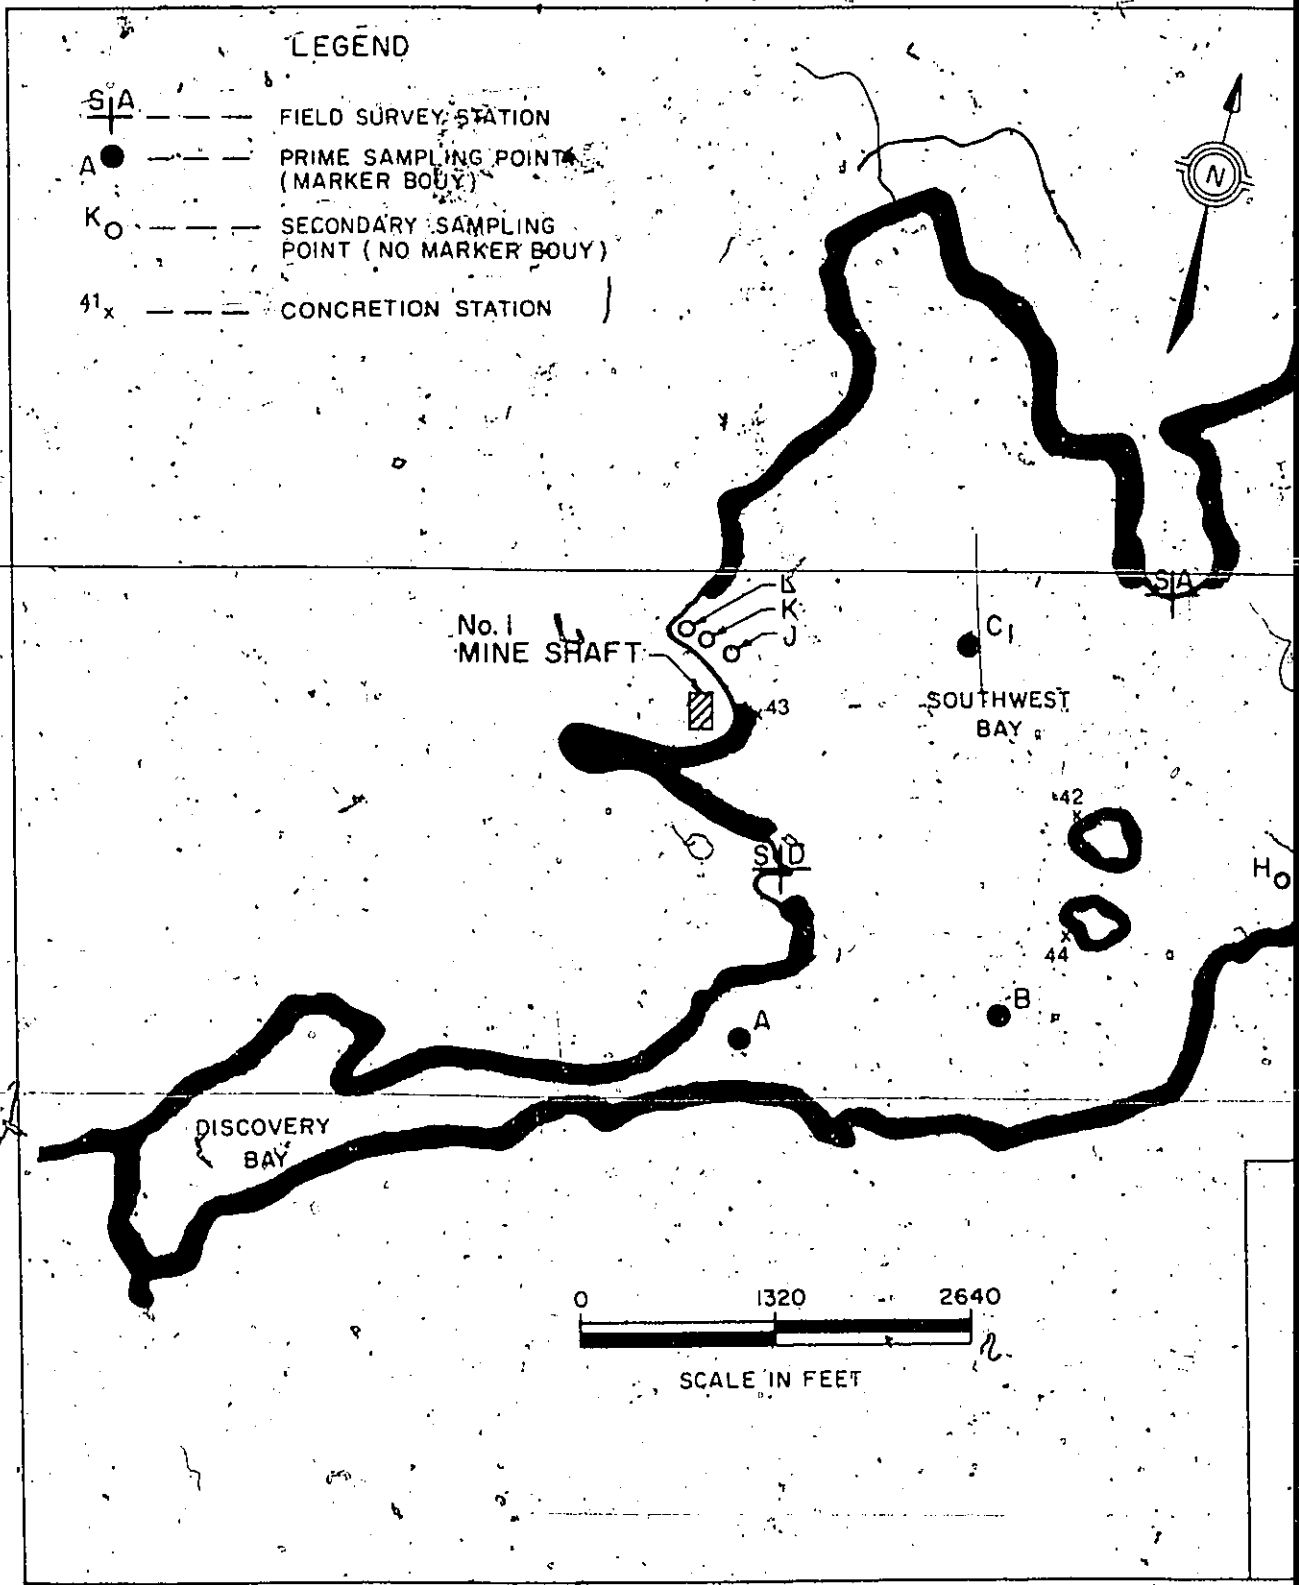 LEGEND
S A
FIELD SURVEY STATION
A
PRIME SAMPLING POINT
(MARKER BOUY)
K
SECONDARY SAMPLING
POINT (NO MARKER BOUY)
41x
CONCRETION STATION
N
S A
K
J
No. 1
MINE SHAFT
C1
SOUTHWEST
BAY
x43
42
x
S D
H
x
44
B
A
DISCOVERY
BAY
0 1320 2640
SCALE IN FEET